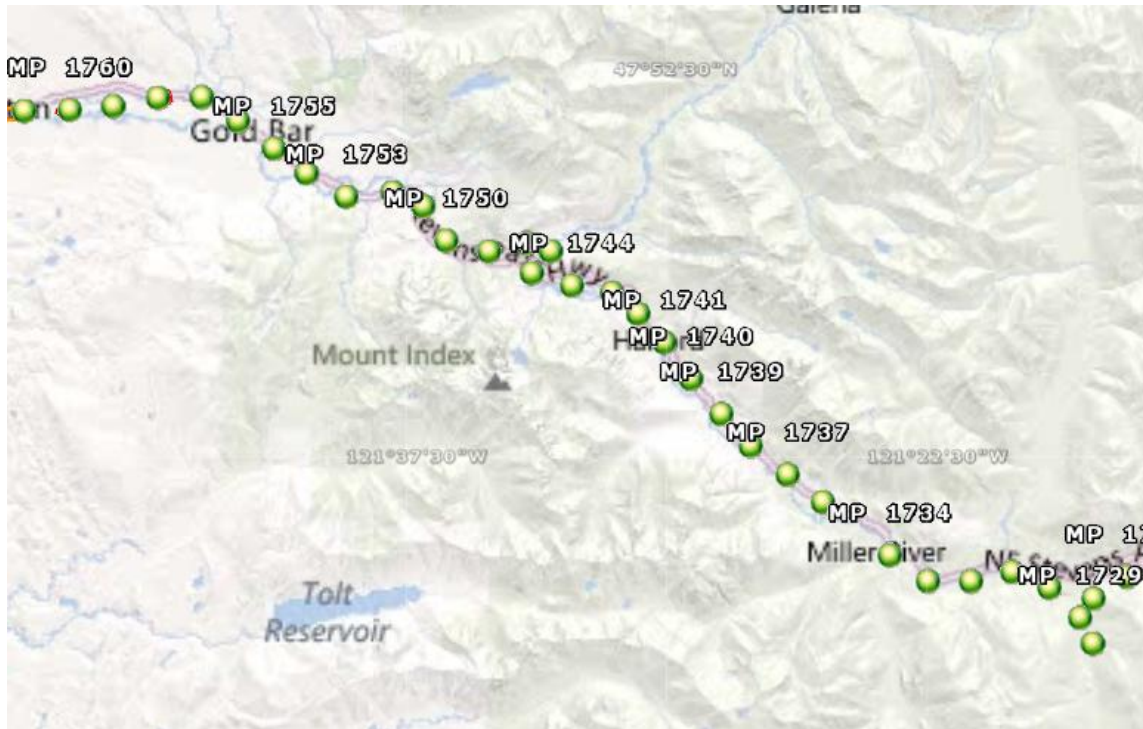 Galena
MP 1760
47°52'30"N
MP 1755
Gold Bar
MP 1753
MP 1750
MP 1744
Hwy
MP 1741
MP 1740
Mount Index
MP 1739
MP 1737
121°37'30"W
121°22'30"W
MP 1734
MP
Miller River
MP 1729
Tolt
Reservoir